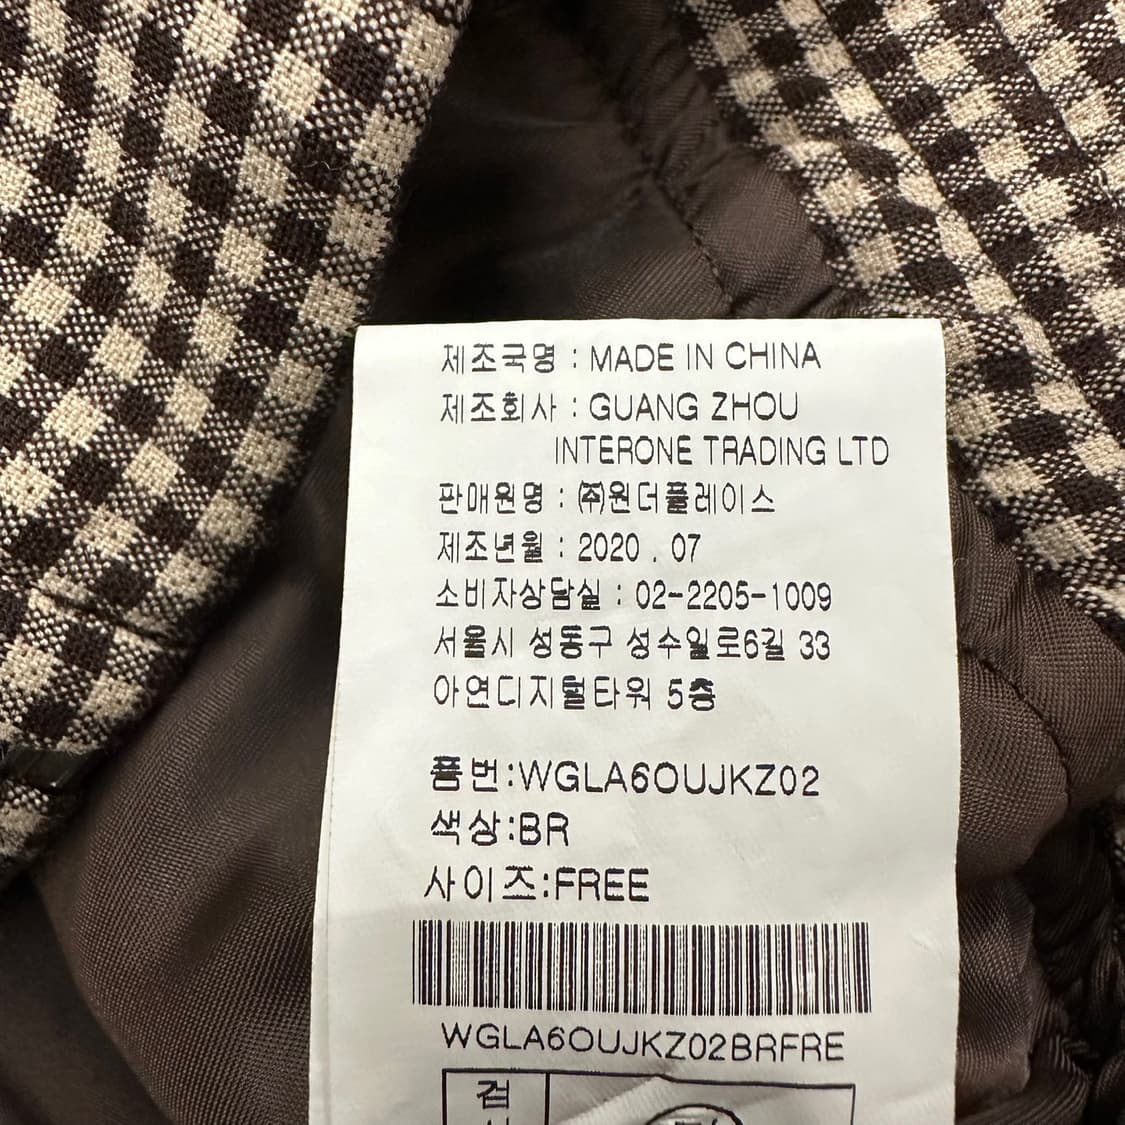 제조국명 : MADE IN CHINA
제조회사 : GUANG ZHOU
INTERONE TRADING LTD
판매원명 : ㈜원더플레이스
제조년월 : 2020 . 07
소비자상담실 : 02-2205-1009
서울시 성동구 성수일로6길 33
아연디지털타워 5층
품번:WGLA6OUJKZ02
색상:BR
사이즈:FREE
WGLA6OUJKZ02BRFRE
검